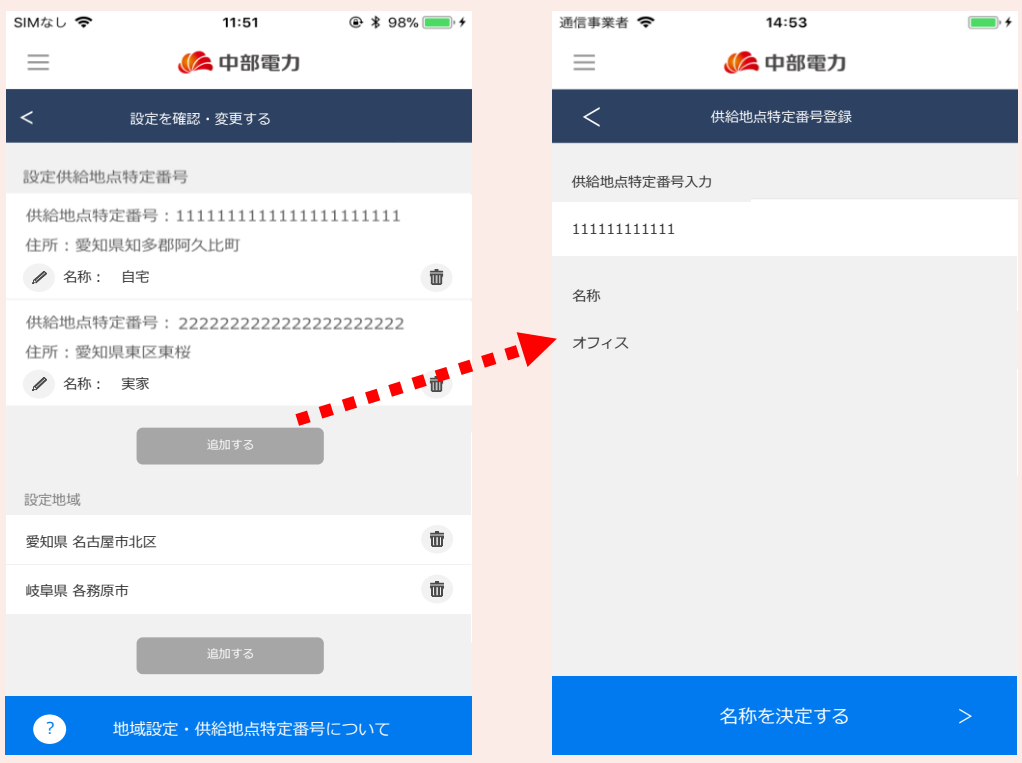 SIMなし 11:51 98%
中部電力
< 設定を確認・変更する
設定供給地点特定番号
供給地点特定番号：1111111111111111111111
住所：愛知県知多郡阿久比町
名称： 自宅
供給地点特定番号： 2222222222222222222222
住所：愛知県東区東桜
名称： 実家
追加する
設定地域
愛知県 名古屋市北区
岐阜県 各務原市
追加する
? 地域設定・供給地点特定番号について
通信事業者 14:53
中部電力
< 供給地点特定番号登録
供給地点特定番号入力
111111111111
名称
オフィス
名称を決定する >